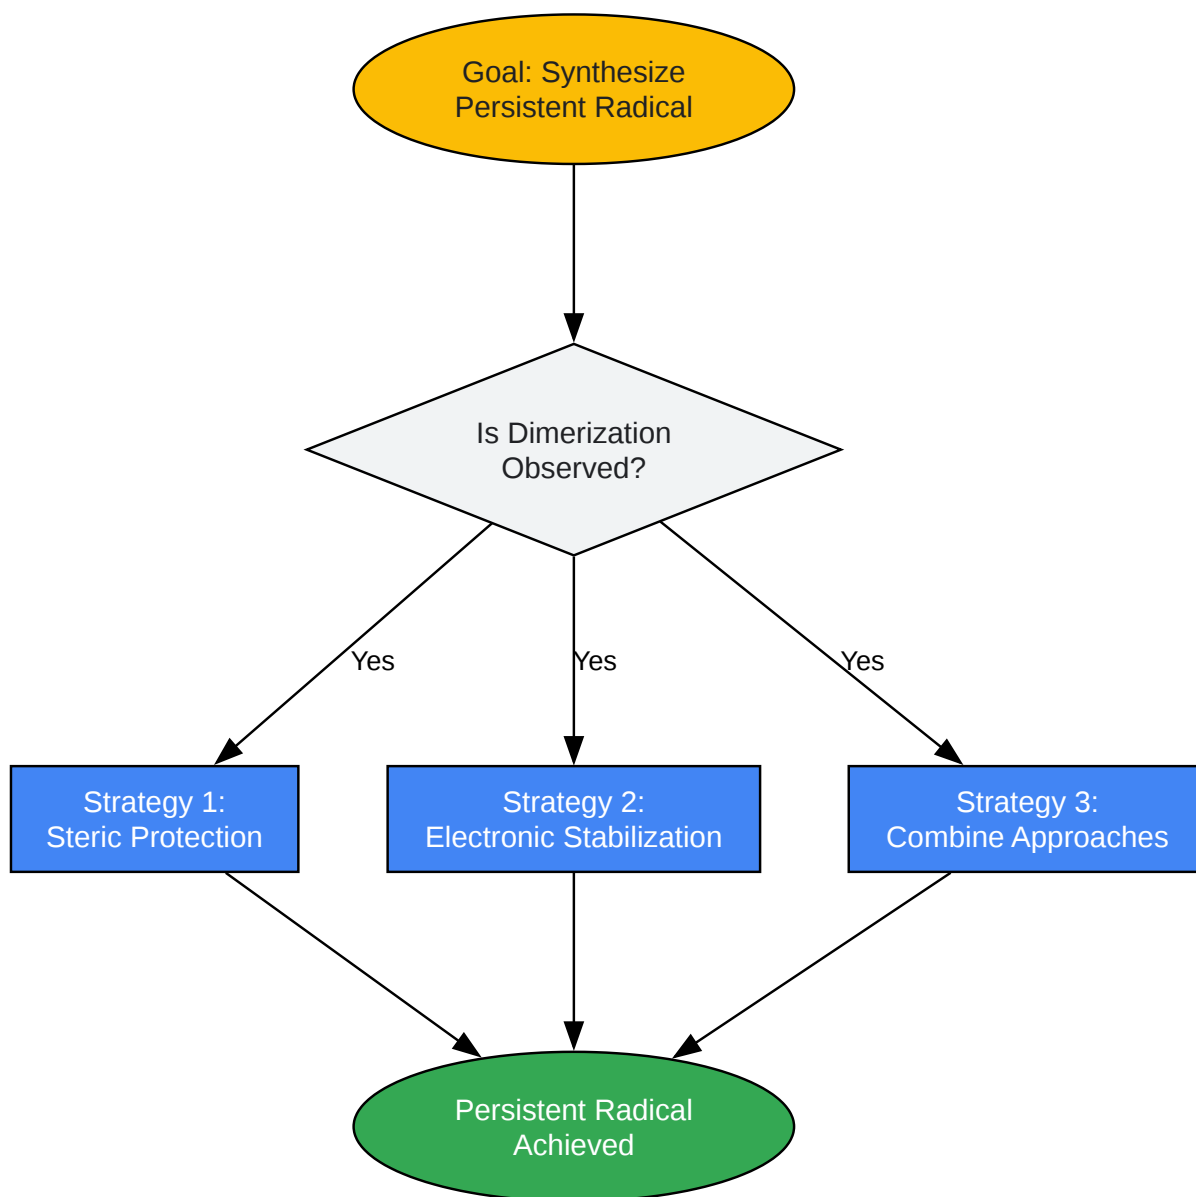 Goal: Synthesize
Persistent Radical
Is Dimerization
Observed?
Yes
Yes
Yes
Strategy 1:
Steric Protection
Strategy 2:
Electronic Stabilization
Strategy 3:
Combine Approaches
Persistent Radical
Achieved